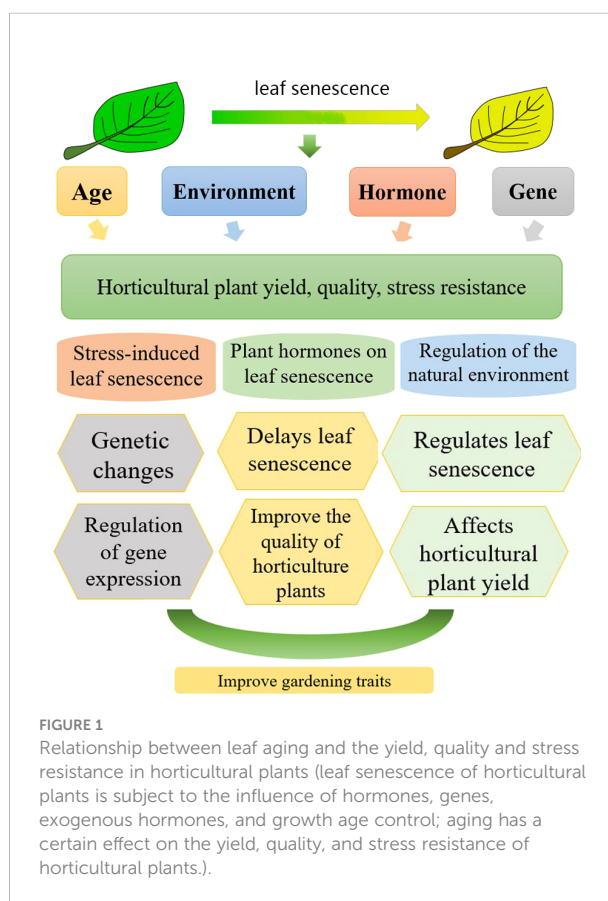 leaf senescence
Age
Environment
Hormone
Gene
Horticultural plant yield, quality, stress resistance
Stress-induced
leaf senescence
Plant hormones on
leaf senescence
Regulation of the
natural environment
Genetic
changes
Delays leaf
senescence
Regulates leaf
senescence
Regulation
of gene
expression
Improve the
quality of
horticulture
plants
Affects
horticultural
plant yield
Improve gardening traits
FIGURE 1
Relationship between leaf aging and the yield, quality and stress
resistance in horticultural plants (leaf senescence of horticultural
plants is subject to the influence of hormones, genes,
exogenous hormones, and growth age control; aging has a
certain effect on the yield, quality, and stress resistance of
horticultural plants.).